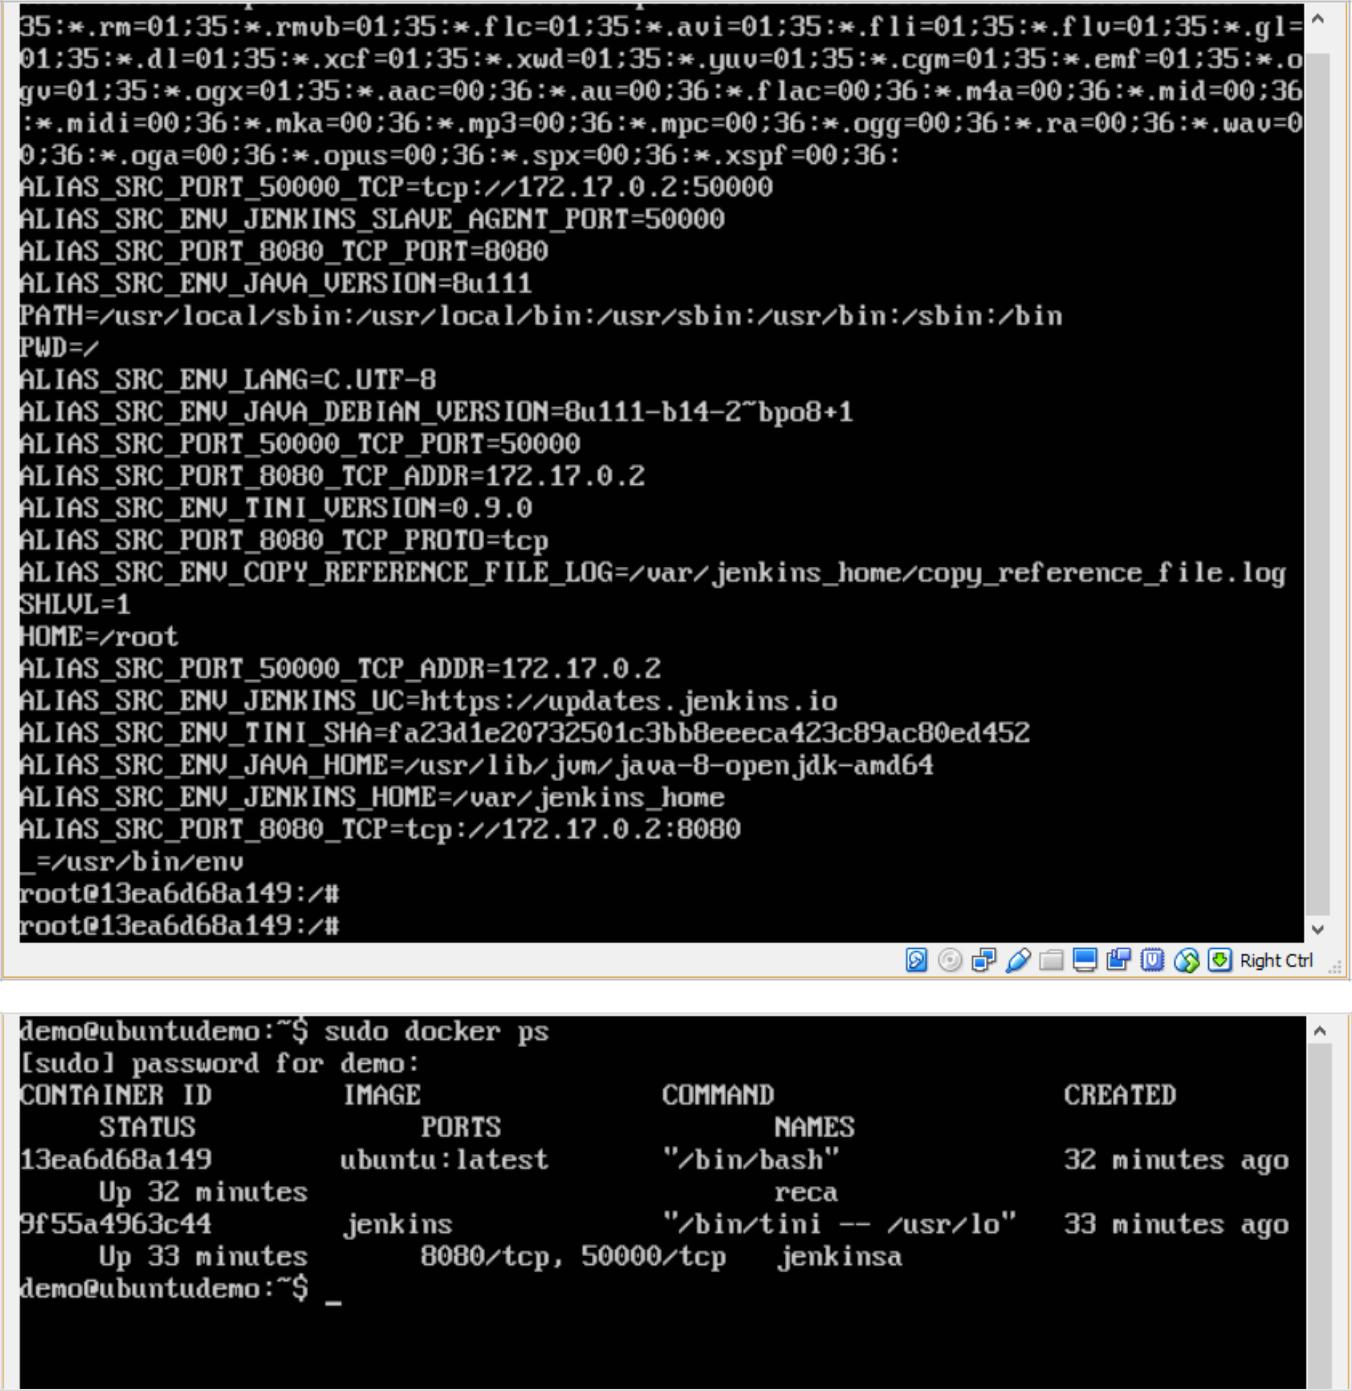 35:*.rm=01;35:*.rmvb=01;35:*.flc=01;35:*.avi=01;35:*.fli=01;35:*.flv=01;35:*.gl=
01;35:*.dl=01;35:*.xcf=01;35:*.xwd=01;35:*.yuv=01;35:*.cgm=01;35:*.emf=01;35:*.o
gv=01;35:*.ogx=01;35:*.aac=00;36:*.au=00;36:*.flac=00;36:*.m4a=00;36:*.mid=00;36
:*.midi=00;36:*.mka=00;36:*.mp3=00;36:*.mpc=00;36:*.ogg=00;36:*.ra=00;36:*.wav=0
0;36:*.oga=00;36:*.opus=00;36:*.spx=00;36:*.xspf=00;36:
ALIAS_SRC_PORT_50000_TCP=tcp://172.17.0.2:50000
ALIAS_SRC_ENV_JENKINS_SLAVE_AGENT_PORT=50000
ALIAS_SRC_PORT_8080_TCP_PORT=8080
ALIAS_SRC_ENV_JAVA_VERSION=8u111
PATH=/usr/local/sbin:/usr/local/bin:/usr/sbin:/usr/bin:/sbin:/bin
PWD=/
ALIAS_SRC_ENV_LANG=C.UTF-8
ALIAS_SRC_ENV_JAVA_DEBIAN_VERSION=8u111-b14-2~bpo8+1
ALIAS_SRC_PORT_50000_TCP_PORT=50000
ALIAS_SRC_PORT_8080_TCP_ADDR=172.17.0.2
ALIAS_SRC_ENV_TINI_VERSION=0.9.0
ALIAS_SRC_PORT_8080_TCP_PROTO=tcp
ALIAS_SRC_ENV_COPY_REFERENCE_FILE_LOG=/var/jenkins_home/copy_reference_file.log
SHLVL=1
HOME=/root
ALIAS_SRC_PORT_50000_TCP_ADDR=172.17.0.2
ALIAS_SRC_ENV_JENKINS_UC=https://updates.jenkins.io
ALIAS_SRC_ENV_TINI_SHA=fa23d1e20732501c3bb8eeeca423c89ac80ed452
ALIAS_SRC_ENV_JAVA_HOME=/usr/lib/jvm/java-8-openjdk-amd64
ALIAS_SRC_ENV_JENKINS_HOME=/var/jenkins_home
ALIAS_SRC_PORT_8080_TCP=tcp://172.17.0.2:8080
_=/usr/bin/env
root@13ea6d68a149:/#
root@13ea6d68a149:/#
Right Ctrl
demo@ubuntudemo:~$ sudo docker ps
[sudo] password for demo:
CONTAINER ID IMAGE COMMAND CREATED
STATUS PORTS NAMES
13ea6d68a149 ubuntu:latest "/bin/bash" 32 minutes ago
Up 32 minutes reca
9f55a4963c44 jenkins "/bin/tini -- /usr/lo" 33 minutes ago
Up 33 minutes 8080/tcp, 50000/tcp jenkinsa
demo@ubuntudemo:~$ _